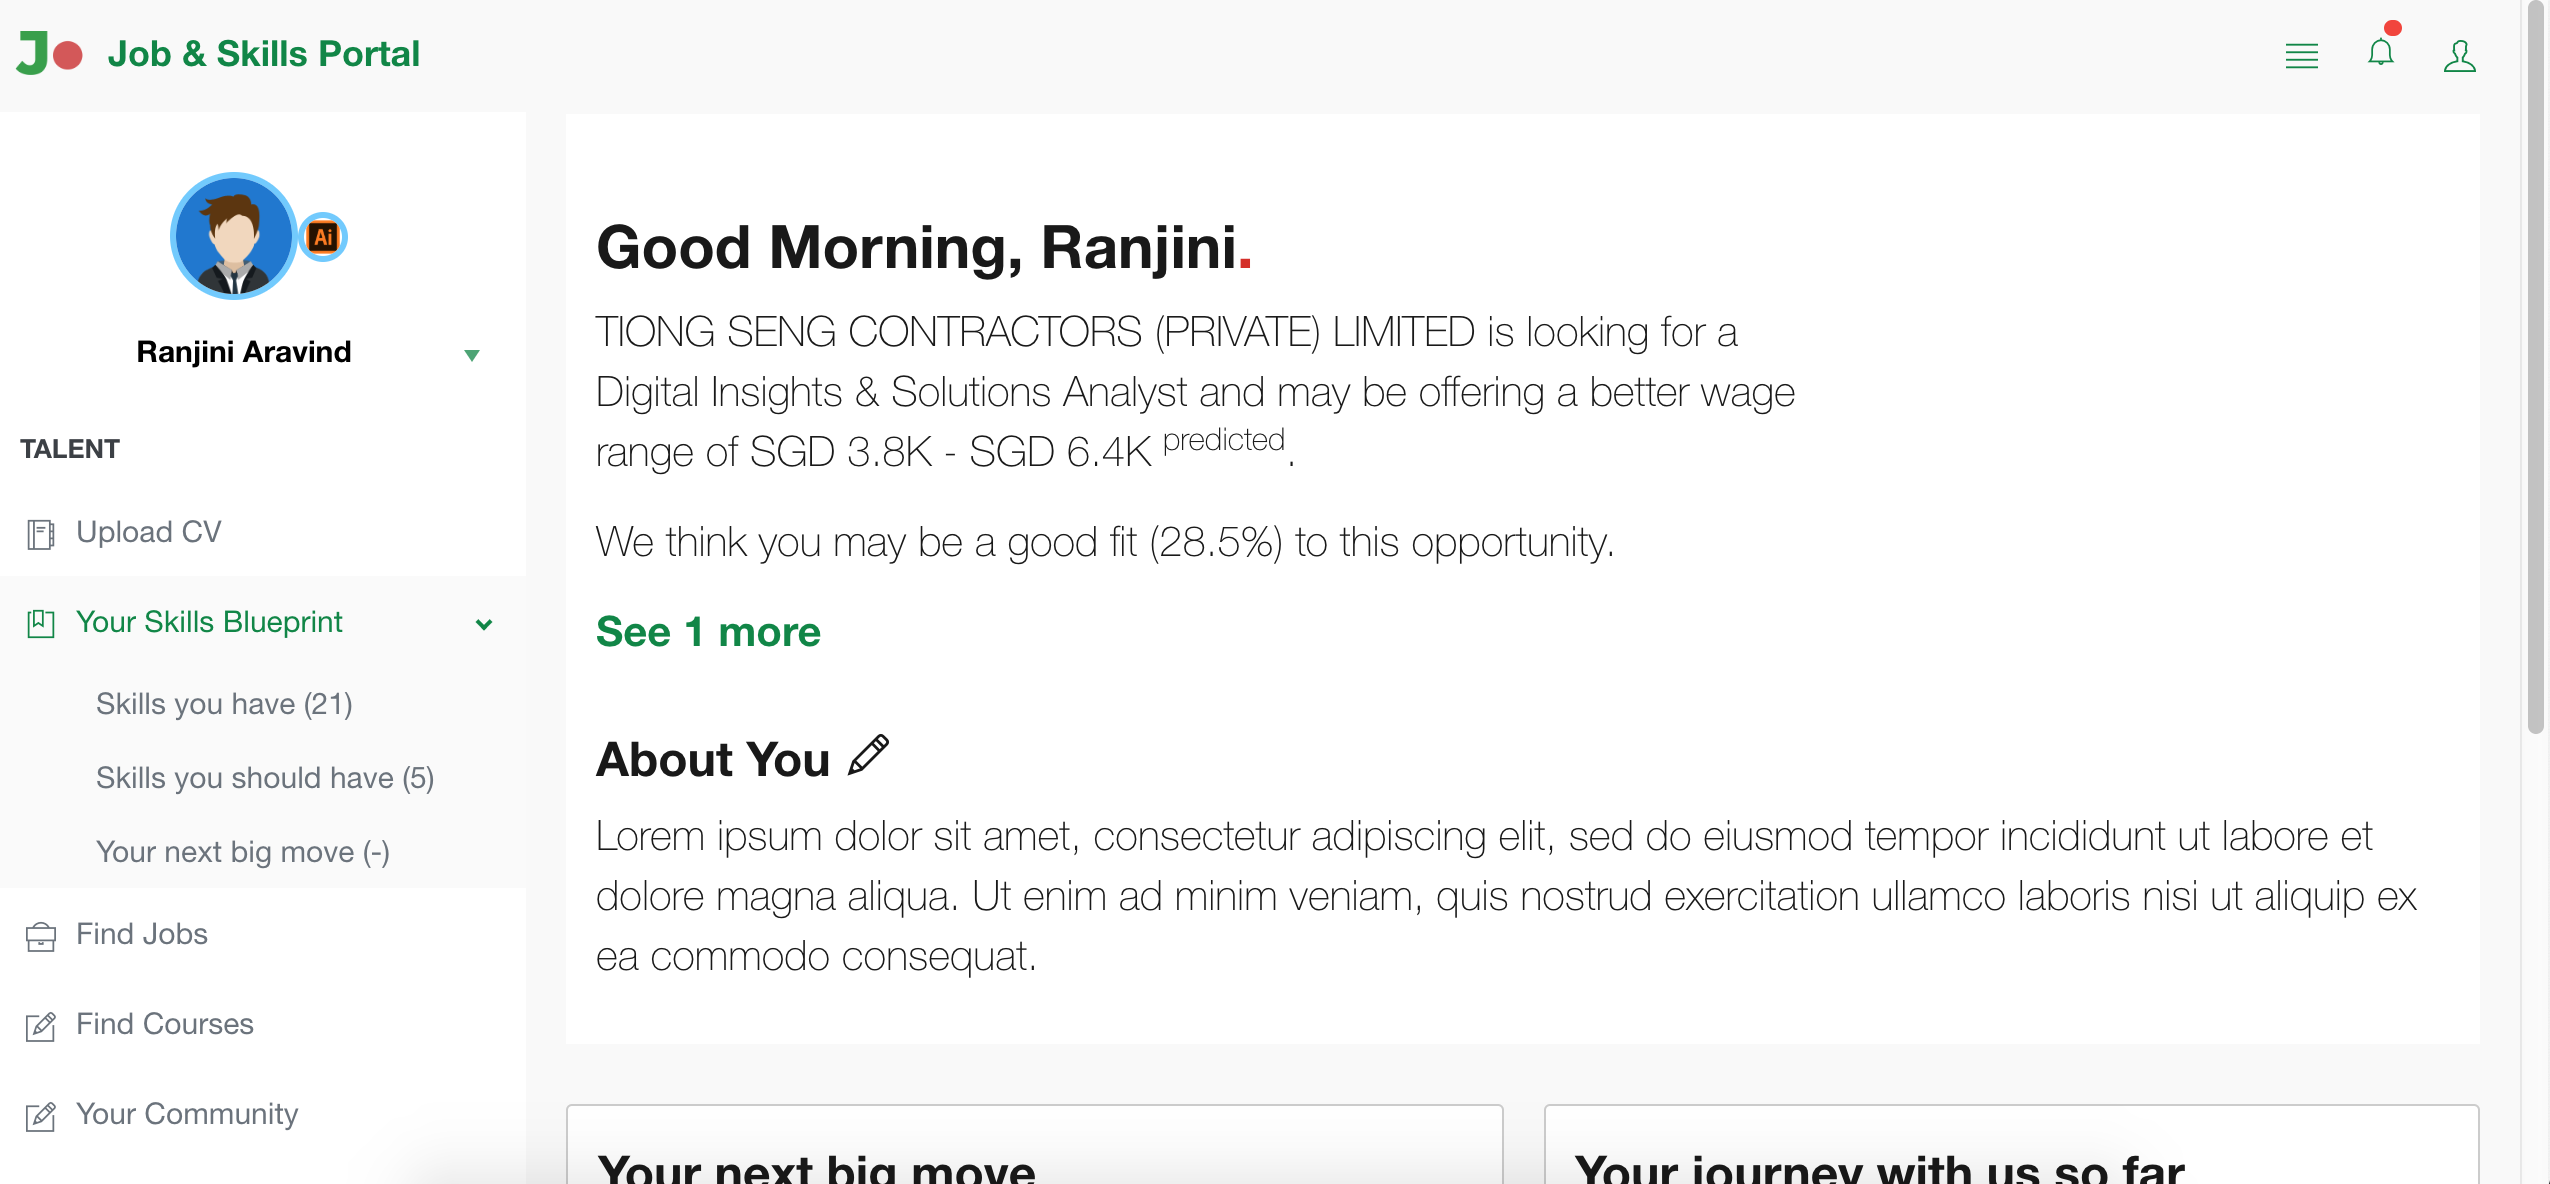 J Job & Skills Portal
Ai
Ranjini Aravind
TALENT
Upload CV
Your Skills Blueprint
Skills you have (21)
Skills you should have (5)
Your next big move (-)
Find Jobs
Find Courses
Your Community
Good Morning, Ranjini.
TIONG SENG CONTRACTORS (PRIVATE) LIMITED is looking for a
Digital Insights & Solutions Analyst and may be offering a better wage
range of SGD 3.8K - SGD 6.4K predicted.
We think you may be a good fit (28.5%) to this opportunity.
See 1 more
About You
Lorem ipsum dolor sit amet, consectetur adipiscing elit, sed do eiusmod tempor incididunt ut labore et
dolore magna aliqua. Ut enim ad minim veniam, quis nostrud exercitation ullamco laboris nisi ut aliquip ex
ea commodo consequat.
Your next big move
Your journey with us so far